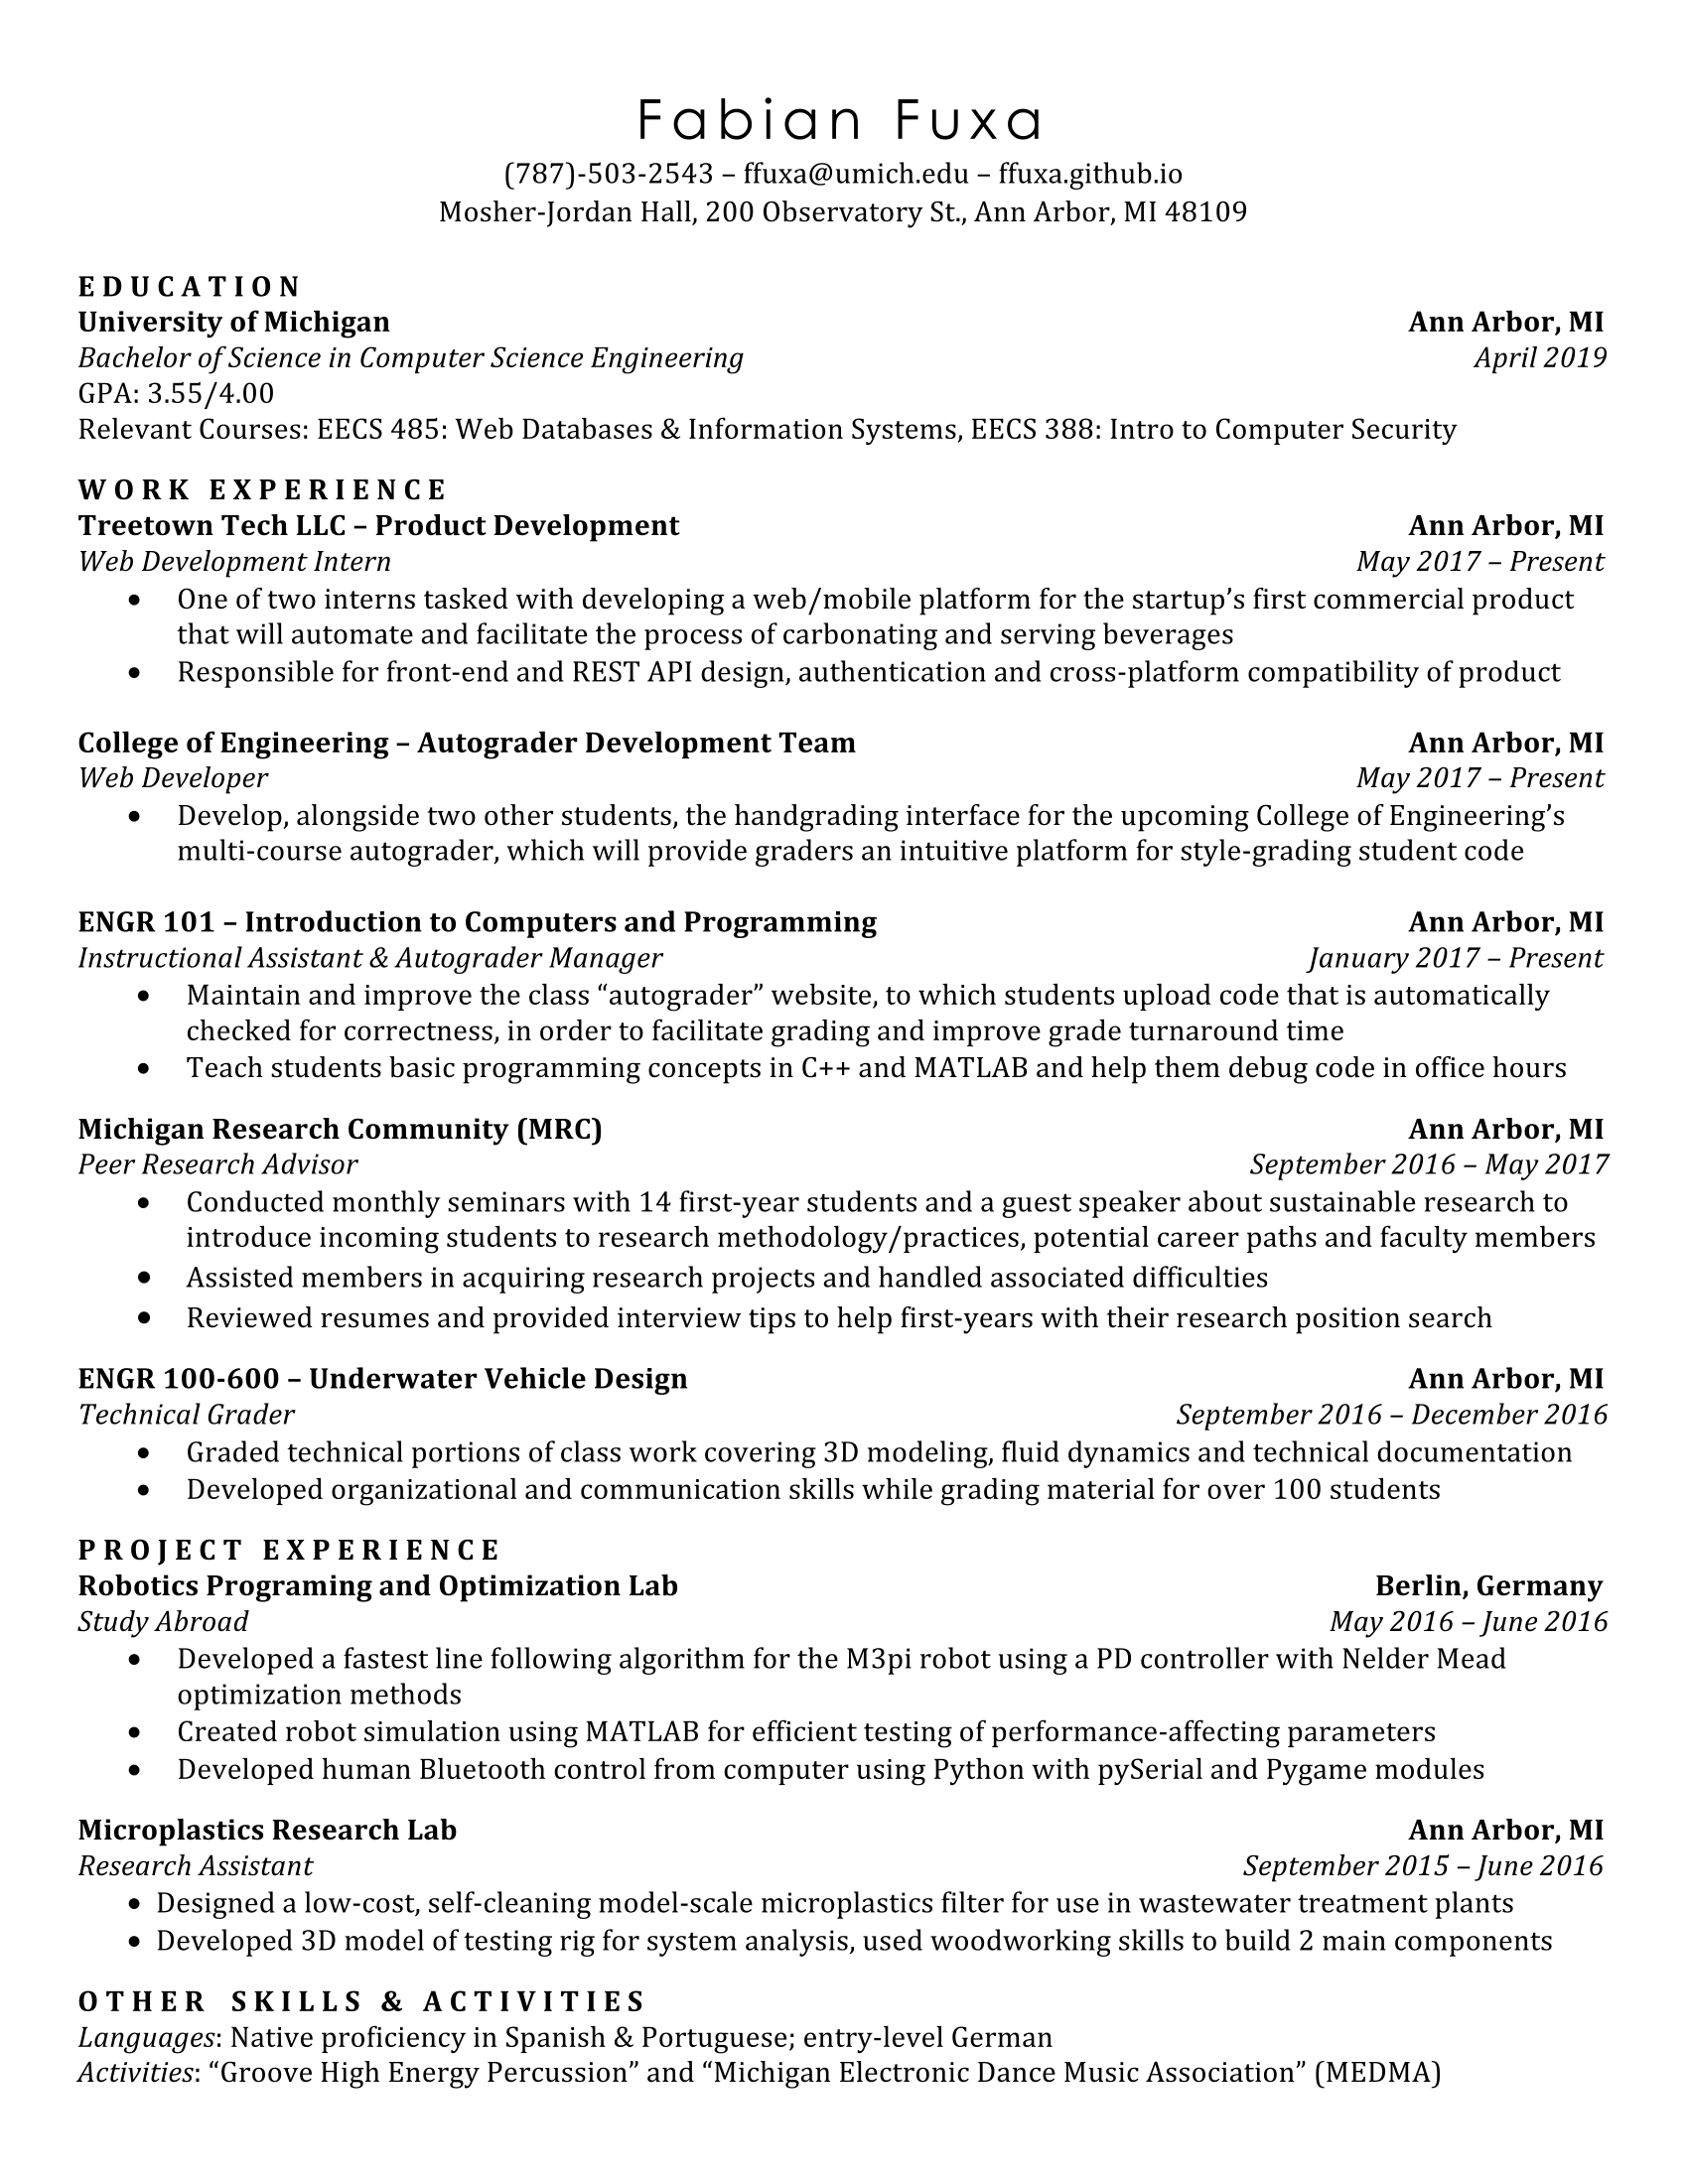 Fabian Fuxa
(787)-503-2543 – ffuxa@umich.edu – ffuxa.github.io
Mosher-Jordan Hall, 200 Observatory St., Ann Arbor, MI 48109
EDUCATION
University of Michigan Ann Arbor, MI
Bachelor of Science in Computer Science Engineering April 2019
GPA: 3.55/4.00
Relevant Courses: EECS 485: Web Databases & Information Systems, EECS 388: Intro to Computer Security
WORK EXPERIENCE
Treetown Tech LLC – Product Development Ann Arbor, MI
Web Development Intern May 2017 – Present
• One of two interns tasked with developing a web/mobile platform for the startup’s first commercial product
that will automate and facilitate the process of carbonating and serving beverages
• Responsible for front-end and REST API design, authentication and cross-platform compatibility of product
College of Engineering – Autograder Development Team Ann Arbor, MI
Web Developer May 2017 – Present
• Develop, alongside two other students, the handgrading interface for the upcoming College of Engineering’s
multi-course autograder, which will provide graders an intuitive platform for style-grading student code
ENGR 101 – Introduction to Computers and Programming Ann Arbor, MI
Instructional Assistant & Autograder Manager January 2017 – Present
• Maintain and improve the class “autograder” website, to which students upload code that is automatically
checked for correctness, in order to facilitate grading and improve grade turnaround time
• Teach students basic programming concepts in C++ and MATLAB and help them debug code in office hours
Michigan Research Community (MRC) Ann Arbor, MI
Peer Research Advisor September 2016 – May 2017
• Conducted monthly seminars with 14 first-year students and a guest speaker about sustainable research to
introduce incoming students to research methodology/practices, potential career paths and faculty members
• Assisted members in acquiring research projects and handled associated difficulties
• Reviewed resumes and provided interview tips to help first-years with their research position search
ENGR 100-600 – Underwater Vehicle Design Ann Arbor, MI
Technical Grader September 2016 – December 2016
• Graded technical portions of class work covering 3D modeling, fluid dynamics and technical documentation
• Developed organizational and communication skills while grading material for over 100 students
PROJECT EXPERIENCE
Robotics Programing and Optimization Lab Berlin, Germany
Study Abroad May 2016 – June 2016
• Developed a fastest line following algorithm for the M3pi robot using a PD controller with Nelder Mead
optimization methods
• Created robot simulation using MATLAB for efficient testing of performance-affecting parameters
• Developed human Bluetooth control from computer using Python with pySerial and Pygame modules
Microplastics Research Lab Ann Arbor, MI
Research Assistant September 2015 – June 2016
• Designed a low-cost, self-cleaning model-scale microplastics filter for use in wastewater treatment plants
• Developed 3D model of testing rig for system analysis, used woodworking skills to build 2 main components
OTHER SKILLS & ACTIVITIES
Languages: Native proficiency in Spanish & Portuguese; entry-level German
Activities: “Groove High Energy Percussion” and “Michigan Electronic Dance Music Association” (MEDMA)